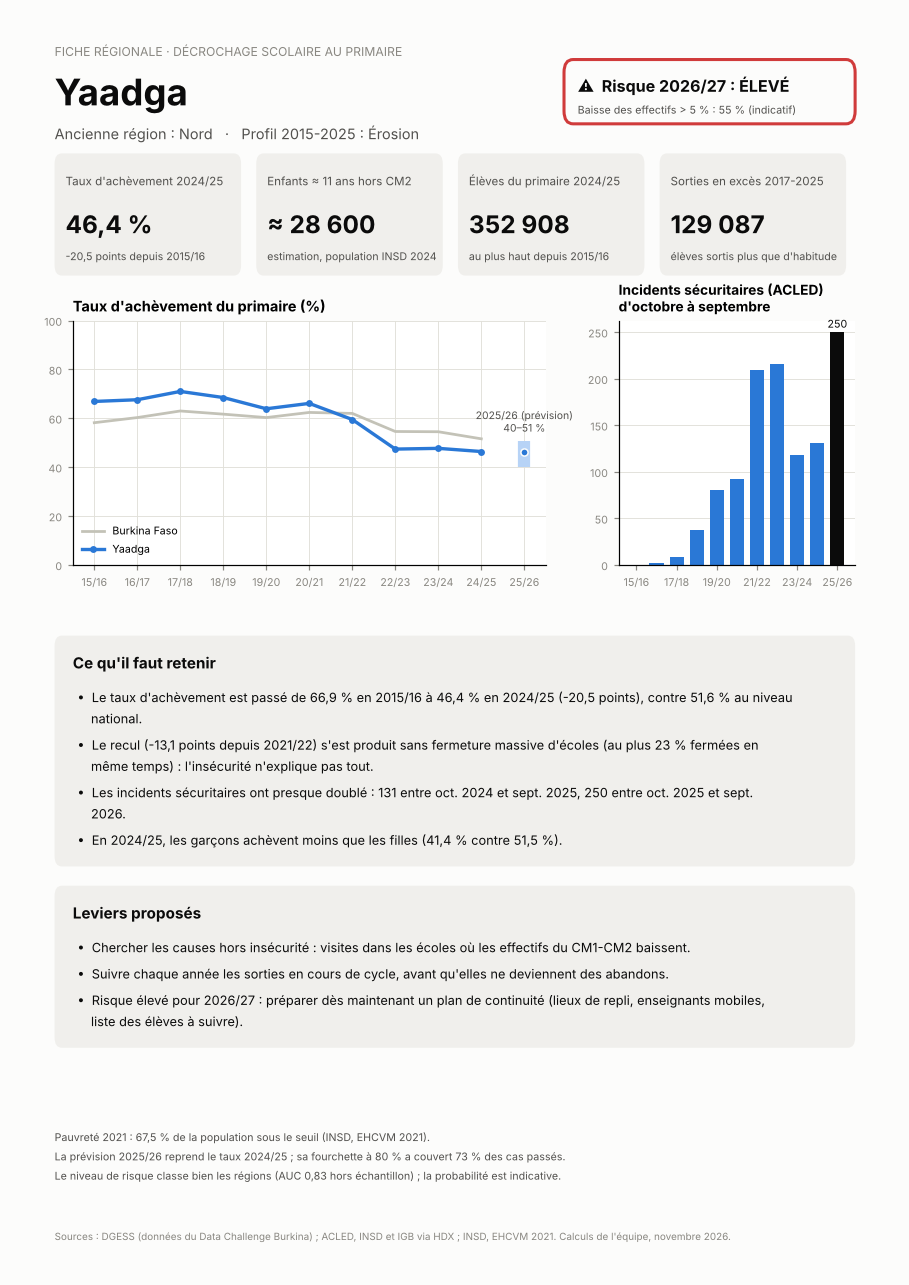 FICHE RÉGIONALE · DÉCROCHAGE SCOLAIRE AU PRIMAIRE
Yaadga
Ancienne région : Nord · Profil 2015-2025 : Érosion
⚠ Risque 2026/27 : ÉLEVÉ
Baisse des effectifs > 5 % : 55 % (indicatif)
Taux d'achèvement 2024/25
46,4 %
-20,5 points depuis 2015/16
Enfants ≈ 11 ans hors CM2
≈ 28 600
estimation, population INSD 2024
Élèves du primaire 2024/25
352 908
au plus haut depuis 2015/16
Sorties en excès 2017-2025
129 087
élèves sortis plus que d'habitude
Taux d'achèvement du primaire (%)
100
80
60
40
20
0
2025/26 (prévision)
40–51 %
Burkina Faso
Yaadga
15/16 16/17 17/18 18/19 19/20 20/21 21/22 22/23 23/24 24/25 25/26
Incidents sécuritaires (ACLED)
d'octobre à septembre
250
250
200
150
100
50
0
15/16 17/18 19/20 21/22 23/24 25/26
Ce qu'il faut retenir
• Le taux d'achèvement est passé de 66,9 % en 2015/16 à 46,4 % en 2024/25 (-20,5 points), contre 51,6 % au niveau
national.
• Le recul (-13,1 points depuis 2021/22) s'est produit sans fermeture massive d'écoles (au plus 23 % fermées en
même temps) : l'insécurité n'explique pas tout.
• Les incidents sécuritaires ont presque doublé : 131 entre oct. 2024 et sept. 2025, 250 entre oct. 2025 et sept.
2026.
• En 2024/25, les garçons achèvent moins que les filles (41,4 % contre 51,5 %).
Leviers proposés
• Chercher les causes hors insécurité : visites dans les écoles où les effectifs du CM1-CM2 baissent.
• Suivre chaque année les sorties en cours de cycle, avant qu'elles ne deviennent des abandons.
• Risque élevé pour 2026/27 : préparer dès maintenant un plan de continuité (lieux de repli, enseignants mobiles,
liste des élèves à suivre).
Pauvreté 2021 : 67,5 % de la population sous le seuil (INSD, EHCVM 2021).
La prévision 2025/26 reprend le taux 2024/25 ; sa fourchette à 80 % a couvert 73 % des cas passés.
Le niveau de risque classe bien les régions (AUC 0,83 hors échantillon) ; la probabilité est indicative.
Sources : DGESS (données du Data Challenge Burkina) ; ACLED, INSD et IGB via HDX ; INSD, EHCVM 2021. Calculs de l'équipe, novembre 2026.